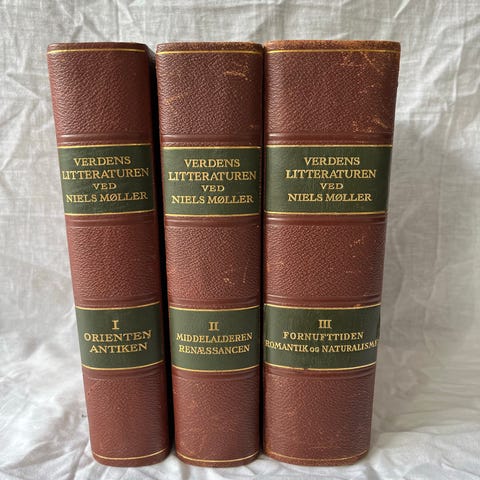 VERDENS
LITTERATUREN
VED
NIELS MØLLER
I
ORIENTEN
ANTIKEN
VERDENS
LITTERATUREN
VED
NIELS MØLLER
II
MIDDELALDEREN
RENÆSSANCEN
VERDENS
LITTERATUREN
VED
NIELS MØLLER
III
FORNUFTTIDEN
ROMANTIK OG NATURALISME